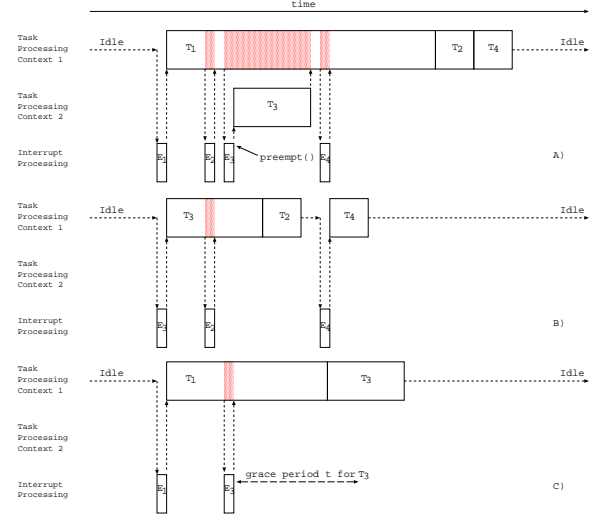 time
Task
Processing
Context 1
Idle
T1
T2
T4
Idle
Task
Processing
Context 2
T3
Interrupt
Processing
E1
E2
E3
preempt()
E4
A)
Task
Processing
Context 1
Idle
T3
T2
T4
Idle
Task
Processing
Context 2
Interrupt
Processing
E3
E2
E4
B)
Task
Processing
Context 1
Idle
T1
T3
Idle
Task
Processing
Context 2
grace period t for T3
Interrupt
Processing
E1
E3
C)